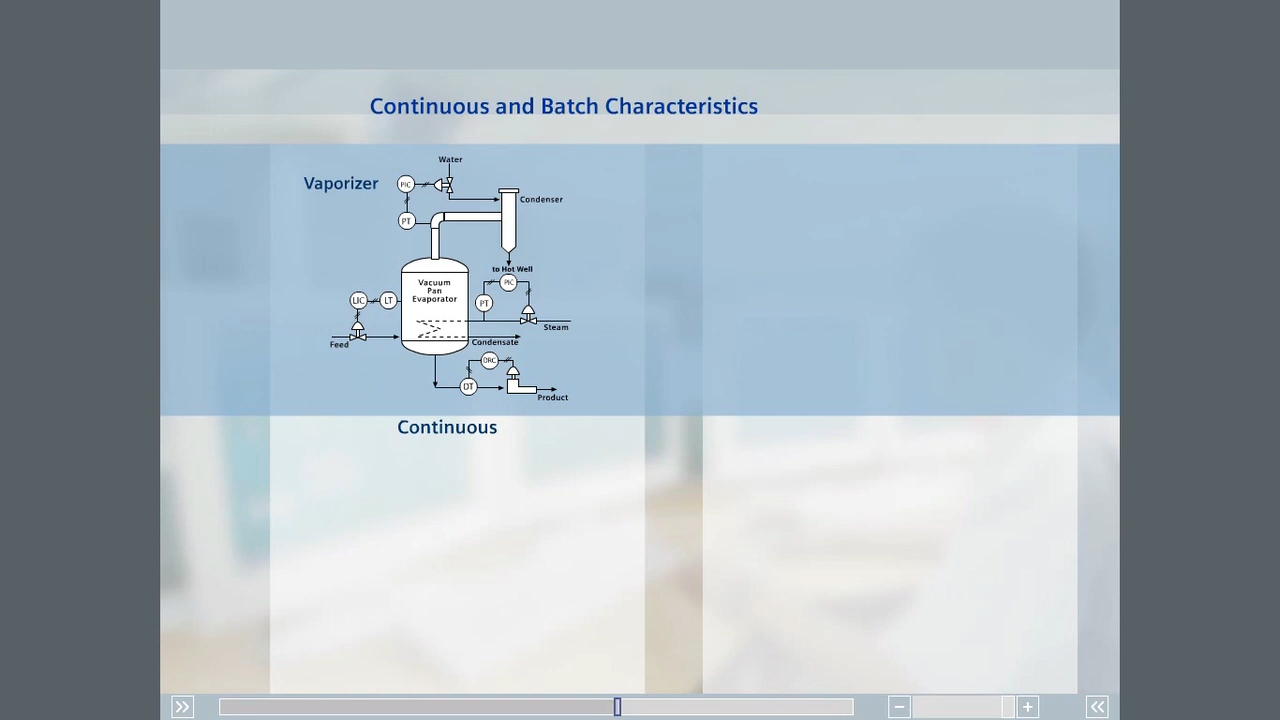 Continuous and Batch Characteristics
Water
Vaporizer
PIC
Condenser
PT
to Hot Well
Vacuum
Pan
Evaporator
PIC
LIC
LT
PT
Steam
Feed
Condensate
DRC
DT
Product
Continuous